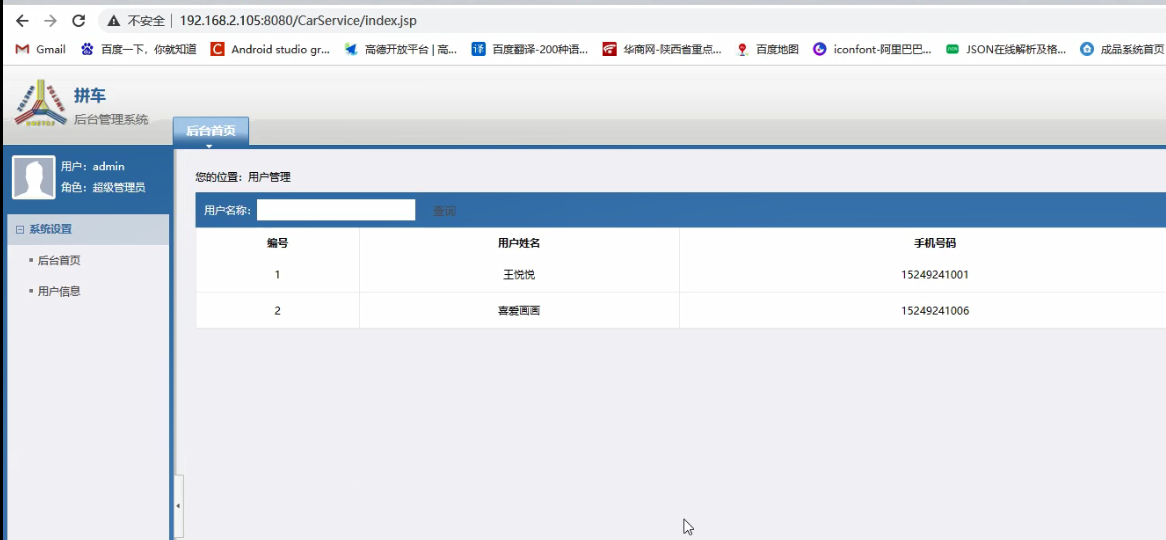 不安全 192.168.2.105:8080/CarService/index.jsp
Gmail 百度一下，你就知道 Android studio gr... 高德开放平台 | 高... 百度翻译-200种语... 华商网-陕西省重点... 百度地图 iconfont-阿里巴巴... JSON在线解析及格... 成品系统首页
拼车
后台管理系统
后台首页
用户：admin
角色：超级管理员
您的位置：用户管理
用户名称： 查询
系统设置
后台首页
用户信息
编号 用户姓名 手机号码
1 王悦悦 15249241001
2 喜爱画画 15249241006